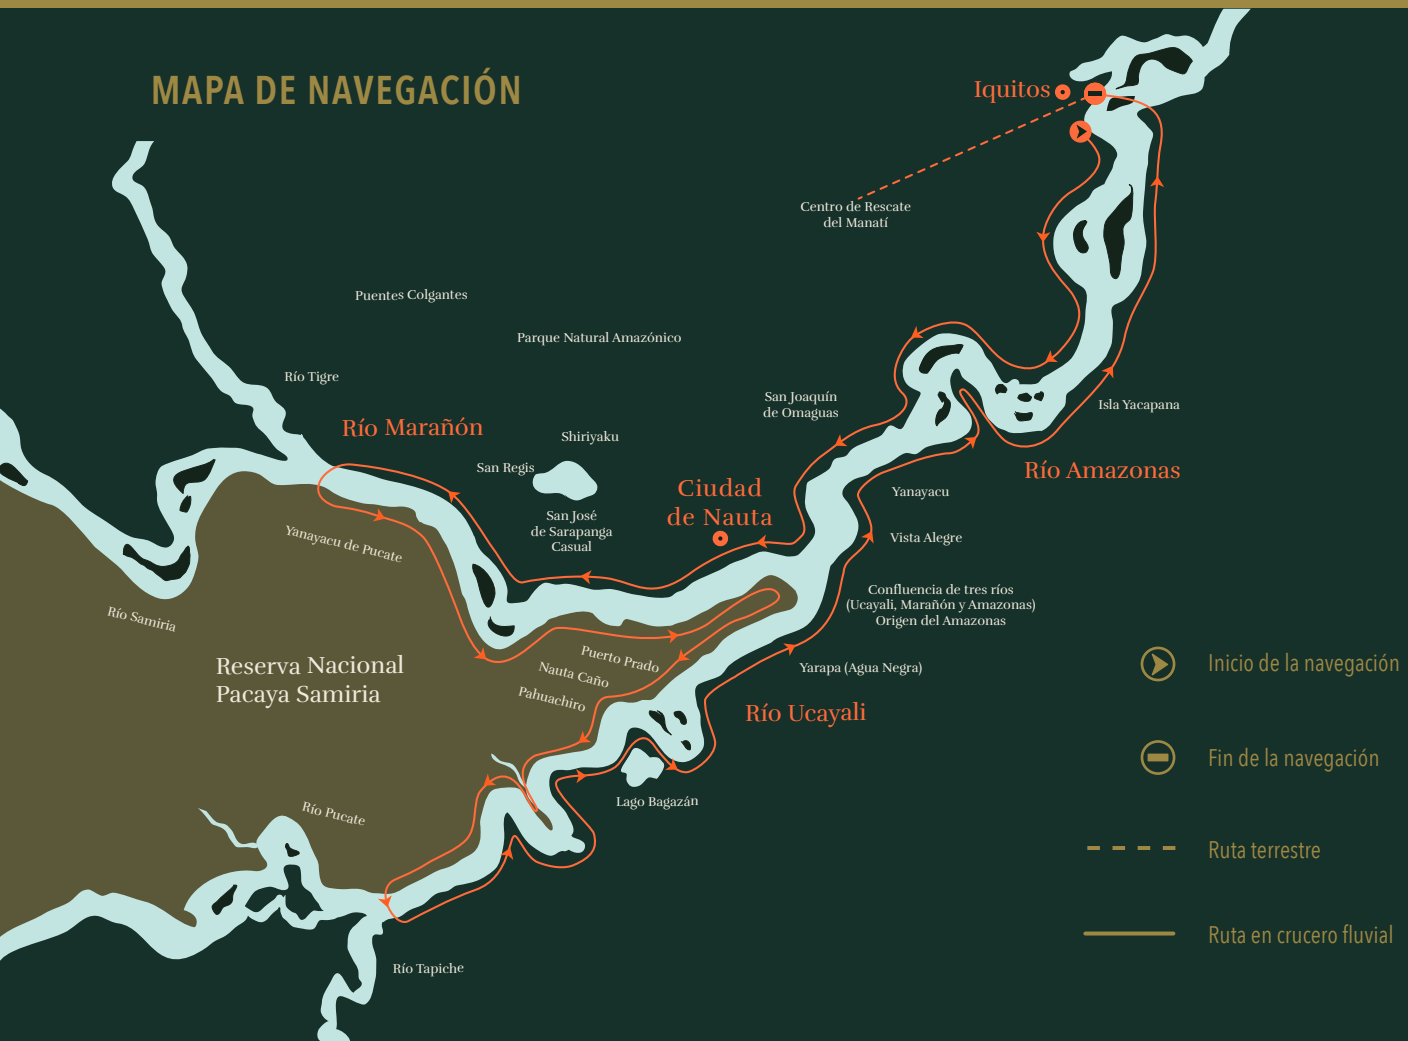 MAPA DE NAVEGACIÓN
Iquitos
Centro de Rescate
del Manatí
Puentes Colgantes
Parque Natural Amazónico
Río Tigre
San Joaquín
de Omaguas
Isla Yacapana
Río Marañón
Shiriyaku
San Regis
Río Amazonas
Ciudad
de Nauta
Yanayacu
San José
de Sarapanga
Casual
Yanayacu de Pucate
Vista Alegre
Confluencia de tres ríos
(Ucayali, Marañón y Amazonas)
Origen del Amazonas
Río Samiria
Reserva Nacional
Pacaya Samiria
Puerto Prado
Nauta Caño
Pahuachiro
Yarapa (Agua Negra)
Río Ucayali
Lago Bagazán
Río Pucate
Río Tapiche
Inicio de la navegación
Fin de la navegación
Ruta terrestre
Ruta en crucero fluvial